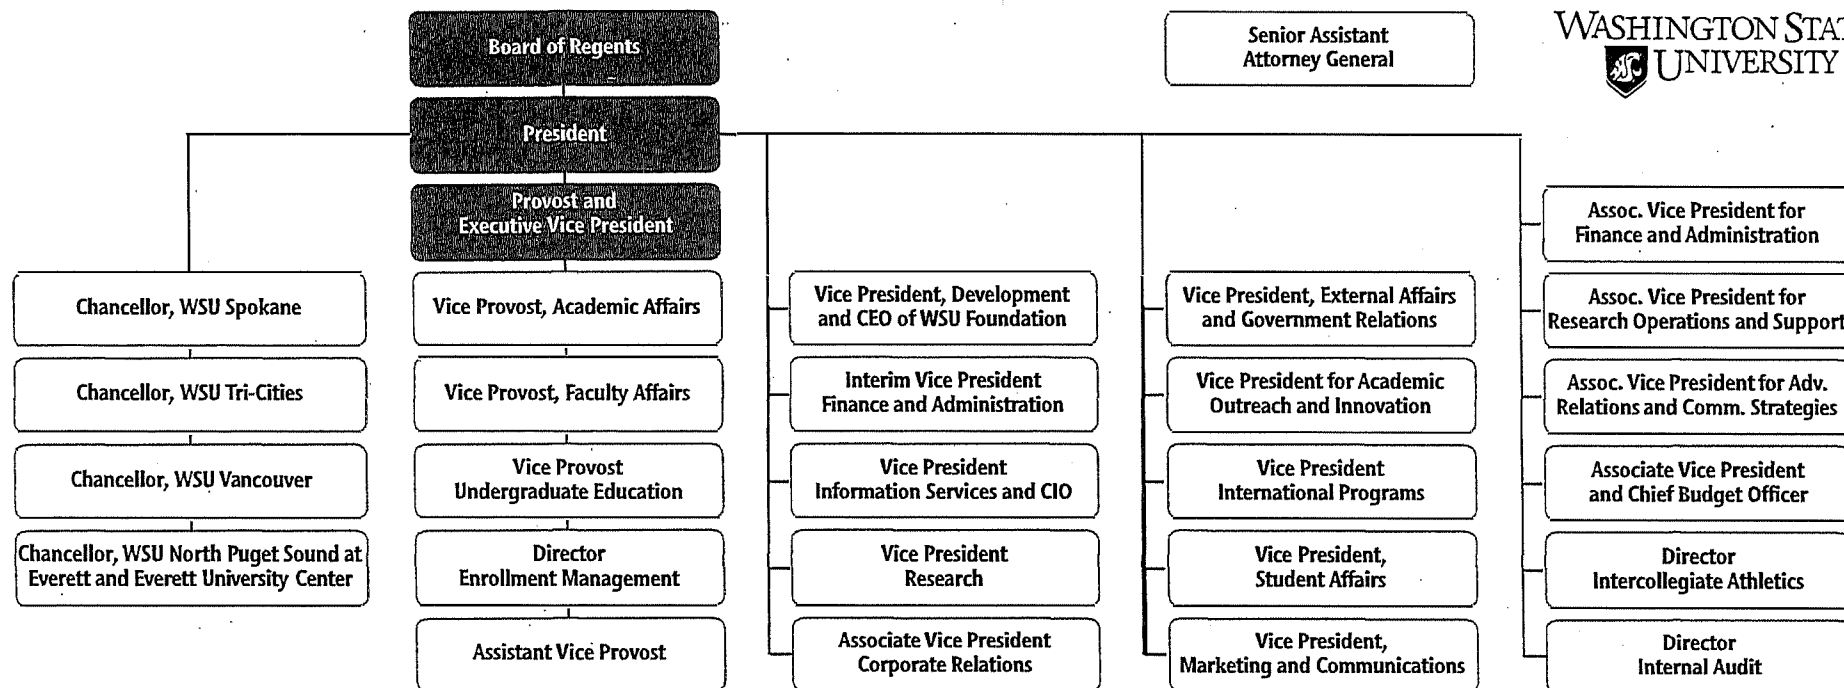 Board of Regents
Senior Assistant
Attorney General
WASHINGTON STAT
UNIVERSITY
President
Provost and
Executive Vice President
Chancellor, WSU Spokane
Chancellor, WSU Tri-Cities
Chancellor, WSU Vancouver
Chancellor, WSU North Puget Sound at
Everett and Everett University Center
Vice Provost, Academic Affairs
Vice Provost, Faculty Affairs
Vice Provost
Undergraduate Education
Director
Enrollment Management
Assistant Vice Provost
Vice President, Development
and CEO of WSU Foundation
Interim Vice President
Finance and Administration
Vice President
Information Services and CIO
Vice President
Research
Associate Vice President
Corporate Relations
Vice President, External Affairs
and Government Relations
Vice President for Academic
Outreach and Innovation
Vice President
International Programs
Vice President,
Student Affairs
Vice President,
Marketing and Communications
Assoc. Vice President for
Finance and Administration
Assoc. Vice President for
Research Operations and Support
Assoc. Vice President for Adv.
Relations and Comm. Strategies
Associate Vice President
and Chief Budget Officer
Director
Intercollegiate Athletics
Director
Internal Audit